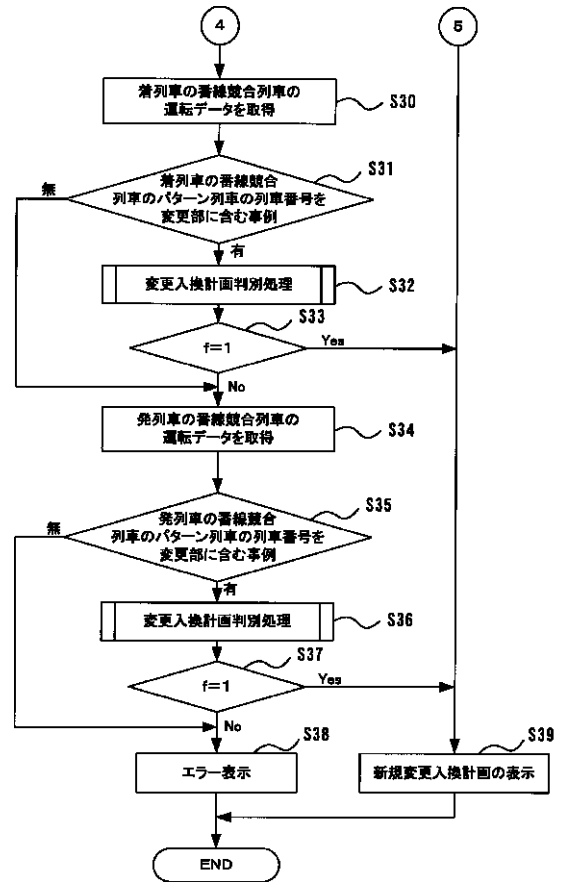 4
5
着列車の番線競合列車の
運転データを取得
S30
着列車の番線競合
列車のパターン列車の列車番号を
変更部に含む事例
S31
無
有
変更入換計画判別処理
S32
f=1
S33
Yes
No
発列車の番線競合列車の
運転データを取得
S34
発列車の番線競合
列車のパターン列車の列車番号を
変更部に含む事例
S35
無
有
変更入換計画判別処理
S36
f=1
S37
Yes
No
エラー表示
S38
新規変更入換計画の表示
S39
END